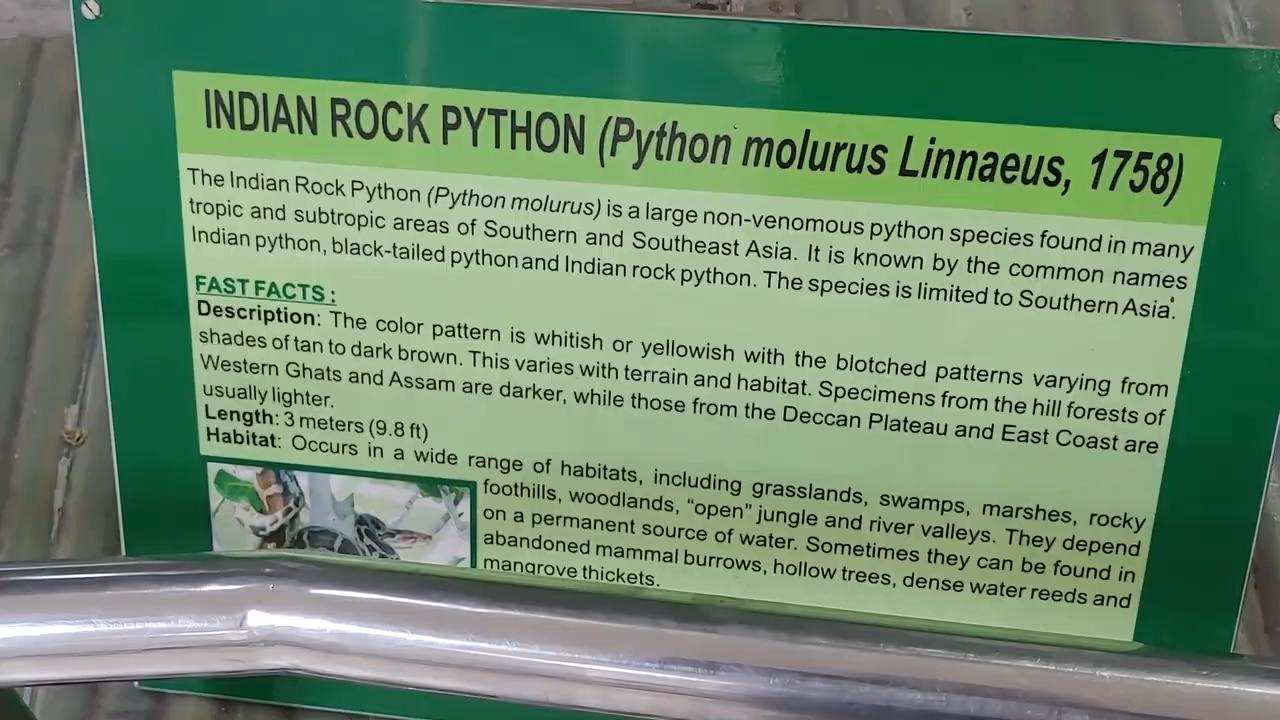 INDIAN ROCK PYTHON (Python molurus Linnaeus, 1758)
The Indian Rock Python (Python molurus) is a large non-venomous python species found in many
tropic and subtropic areas of Southern and Southeast Asia. It is known by the common names
Indian python, black-tailed python and Indian rock python. The species is limited to Southern Asia.
FAST FACTS :
Description: The color pattern is whitish or yellowish with the blotched patterns varying from
shades of tan to dark brown. This varies with terrain and habitat. Specimens from the hill forests of
Western Ghats and Assam are darker, while those from the Deccan Plateau and East Coast are
usually lighter.
Length: 3 meters (9.8 ft)
Habitat: Occurs in a wide range of habitats, including grasslands, swamps, marshes, rocky
foothills, woodlands, “open” jungle and river valleys. They depend
on a permanent source of water. Sometimes they can be found in
abandoned mammal burrows, hollow trees, dense water reeds and
mangrove thickets.